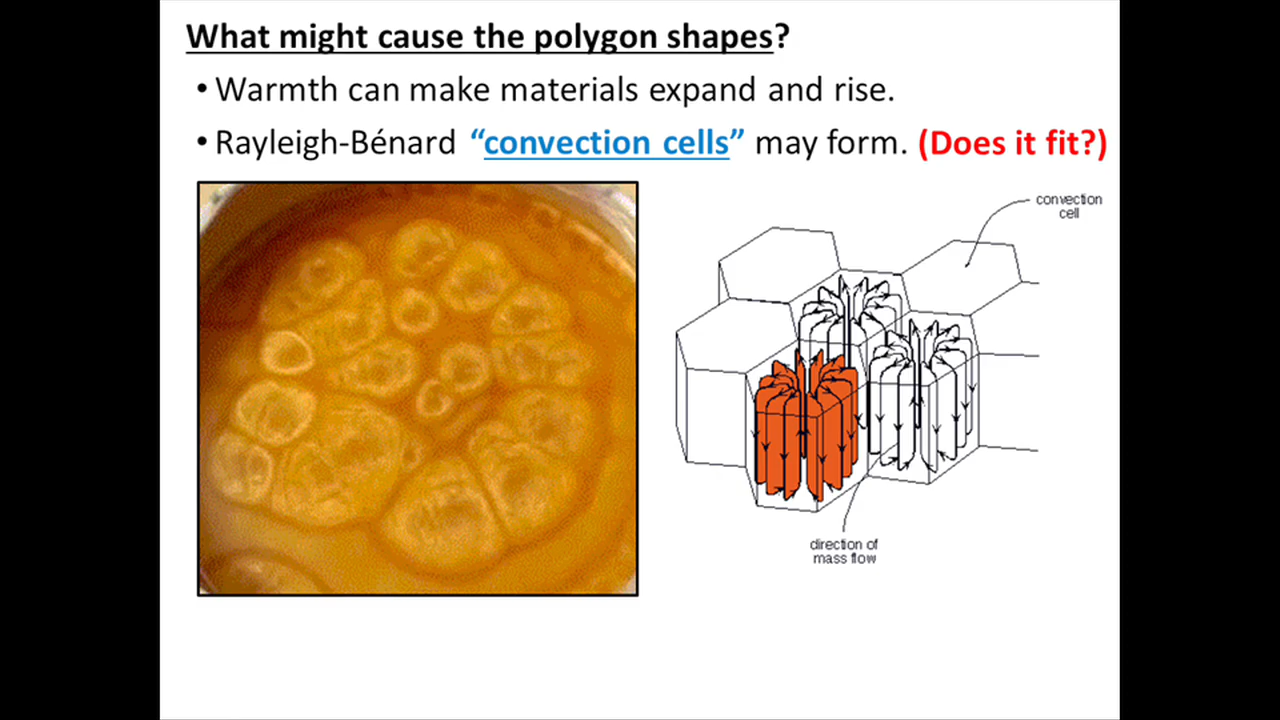 What might cause the polygon shapes?
• Warmth can make materials expand and rise.
• Rayleigh-Bénard “convection cells” may form. (Does it fit?)
convection
cell
direction of
mass flow